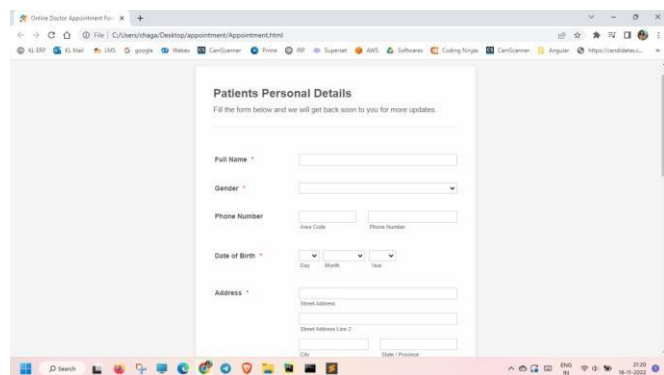 Online Doctor Appointment For
File | C:/Users/chaga/Desktop/appointment/Appointment.html
KL ERP KL Mail LMS google Webex CamScanner Prime IRP Superset AWS Softwares Coding Ninjas CamScanner Angular https://candidates.c...
Patients Personal Details
Fill the form below and we will get back soon to you for more updates.
Full Name *
Gender *
Phone Number
Area Code Phone Number
Date of Birth *
Day Month Year
Address *
Street Address
Street Address Line 2
City State / Province
Search
ENG 21:20
IN 16-11-2022